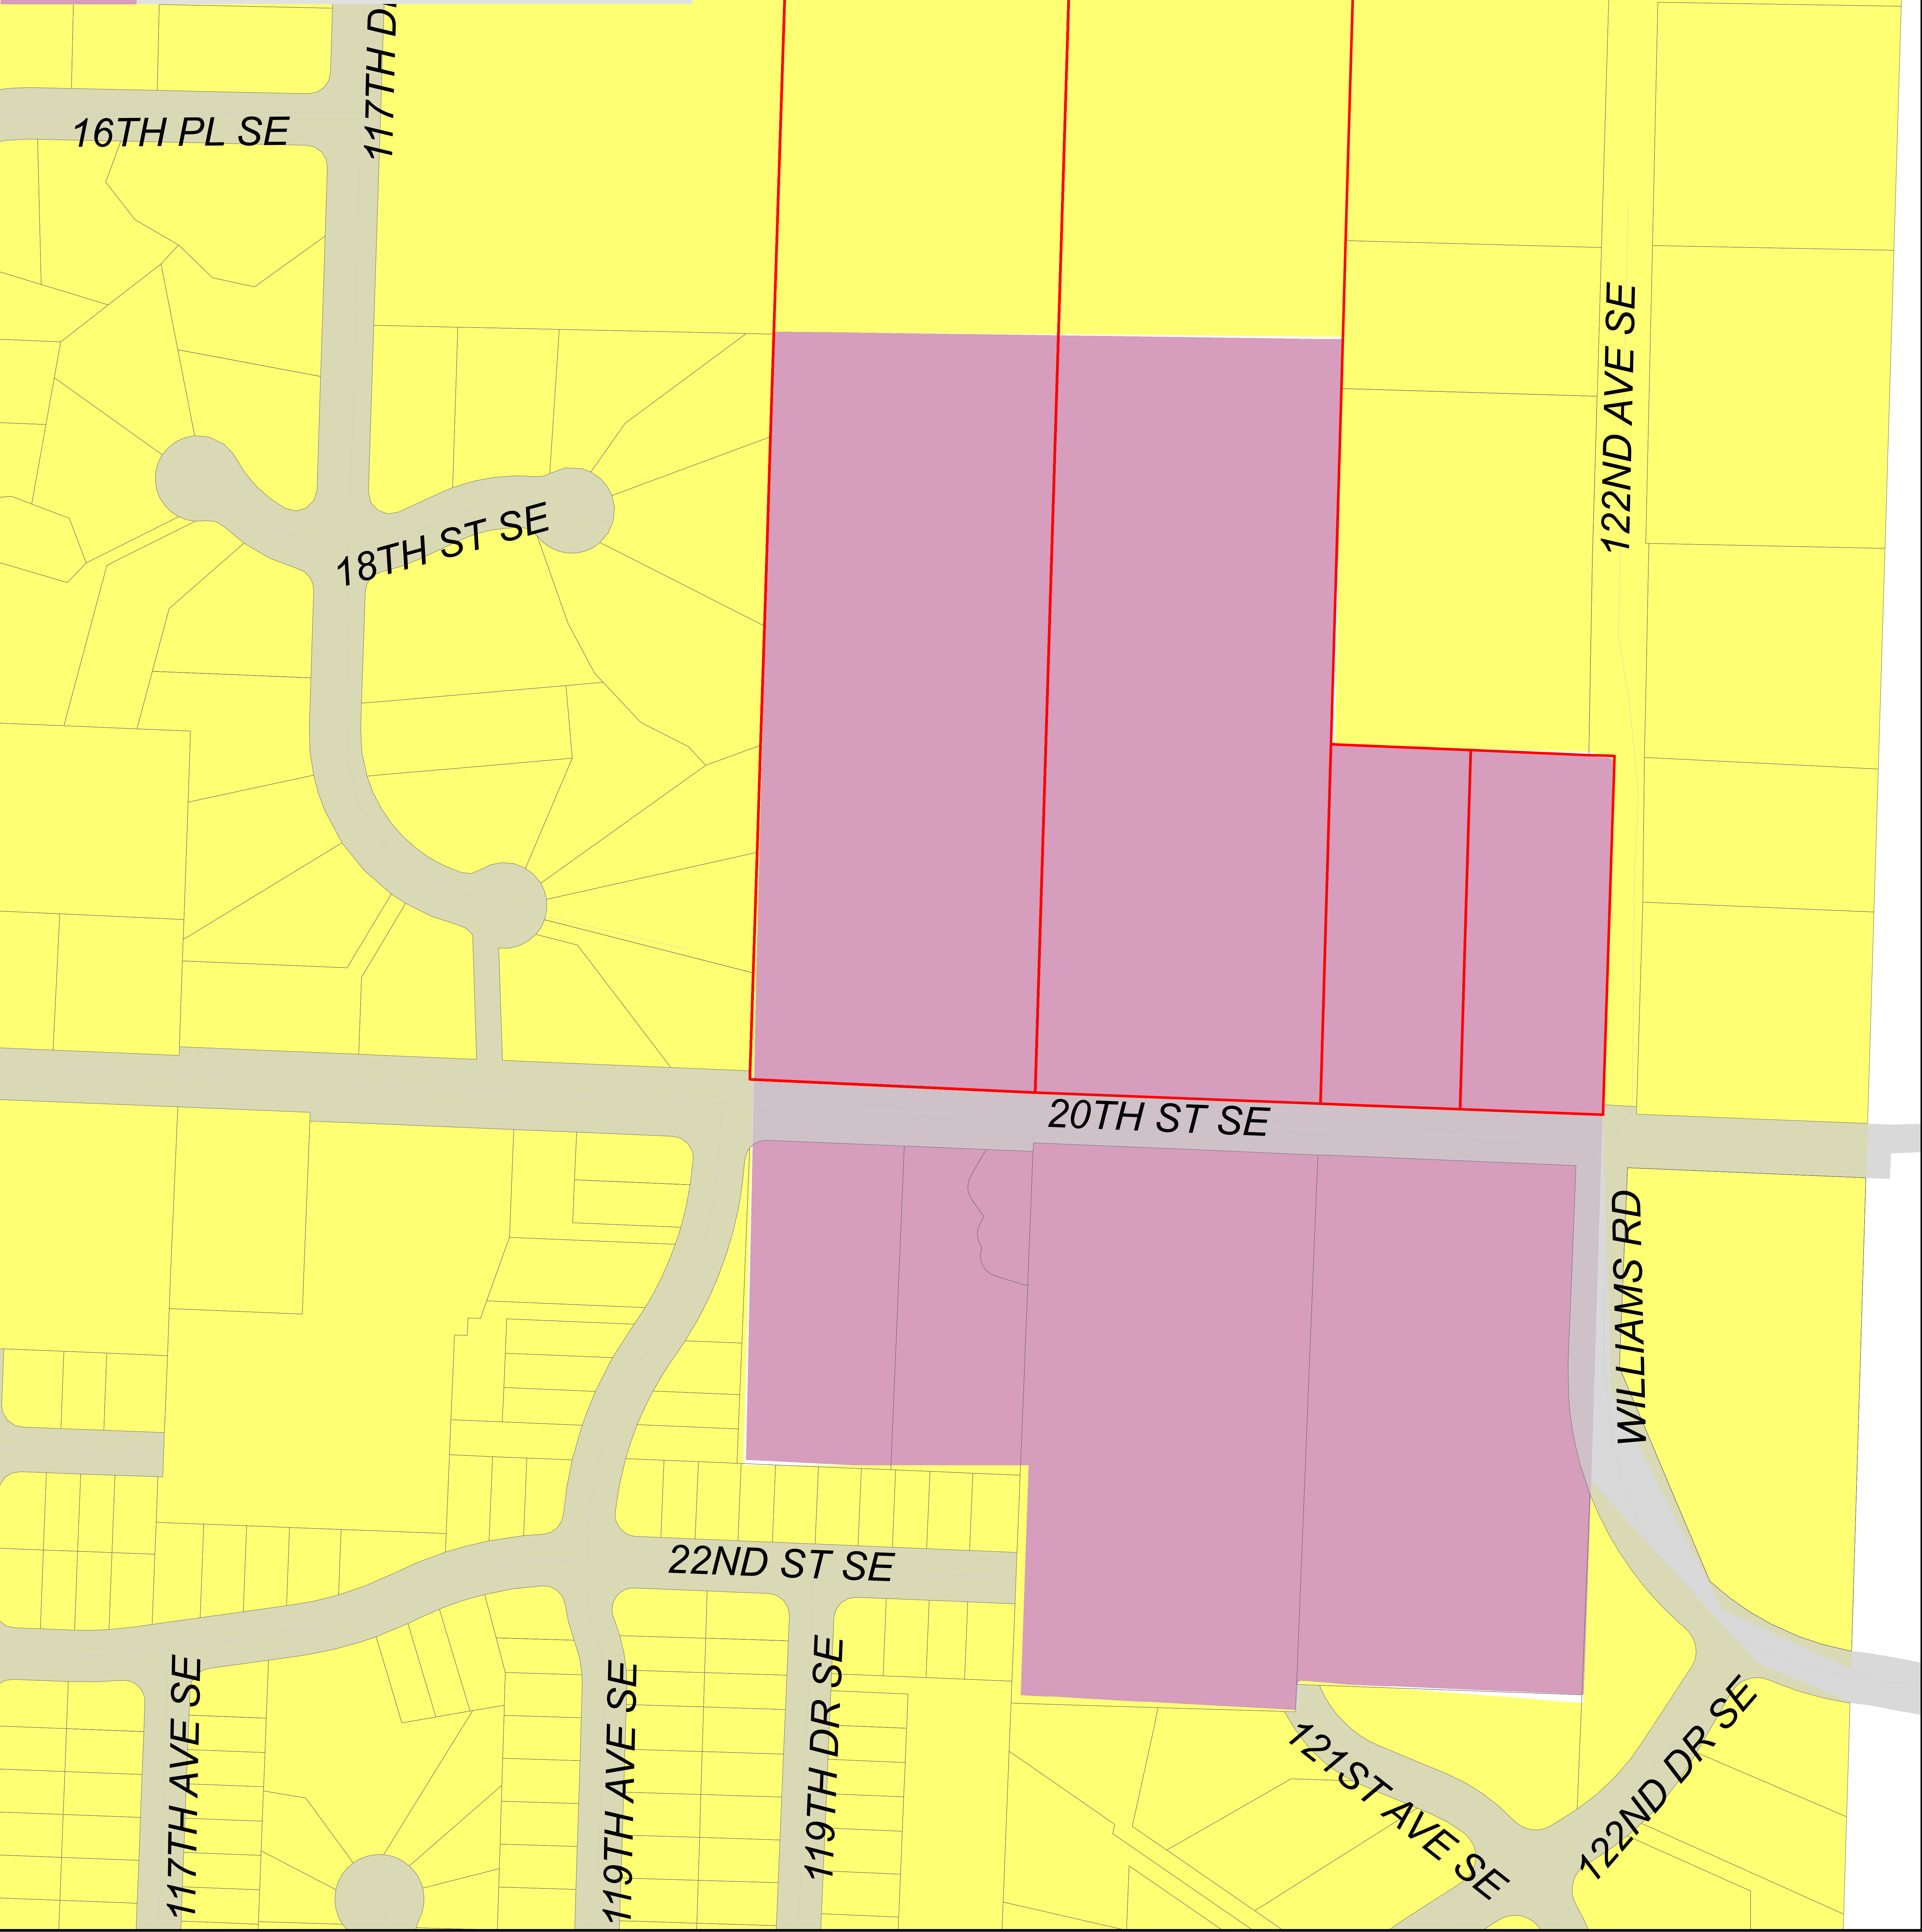 117TH D
16TH PL SE
122ND AVE SE
18TH ST SE
20TH ST SE
WILLIAMS RD
22ND ST SE
117TH AVE SE
119TH AVE SE
119TH DR SE
121ST AVE SE
122ND DR SE